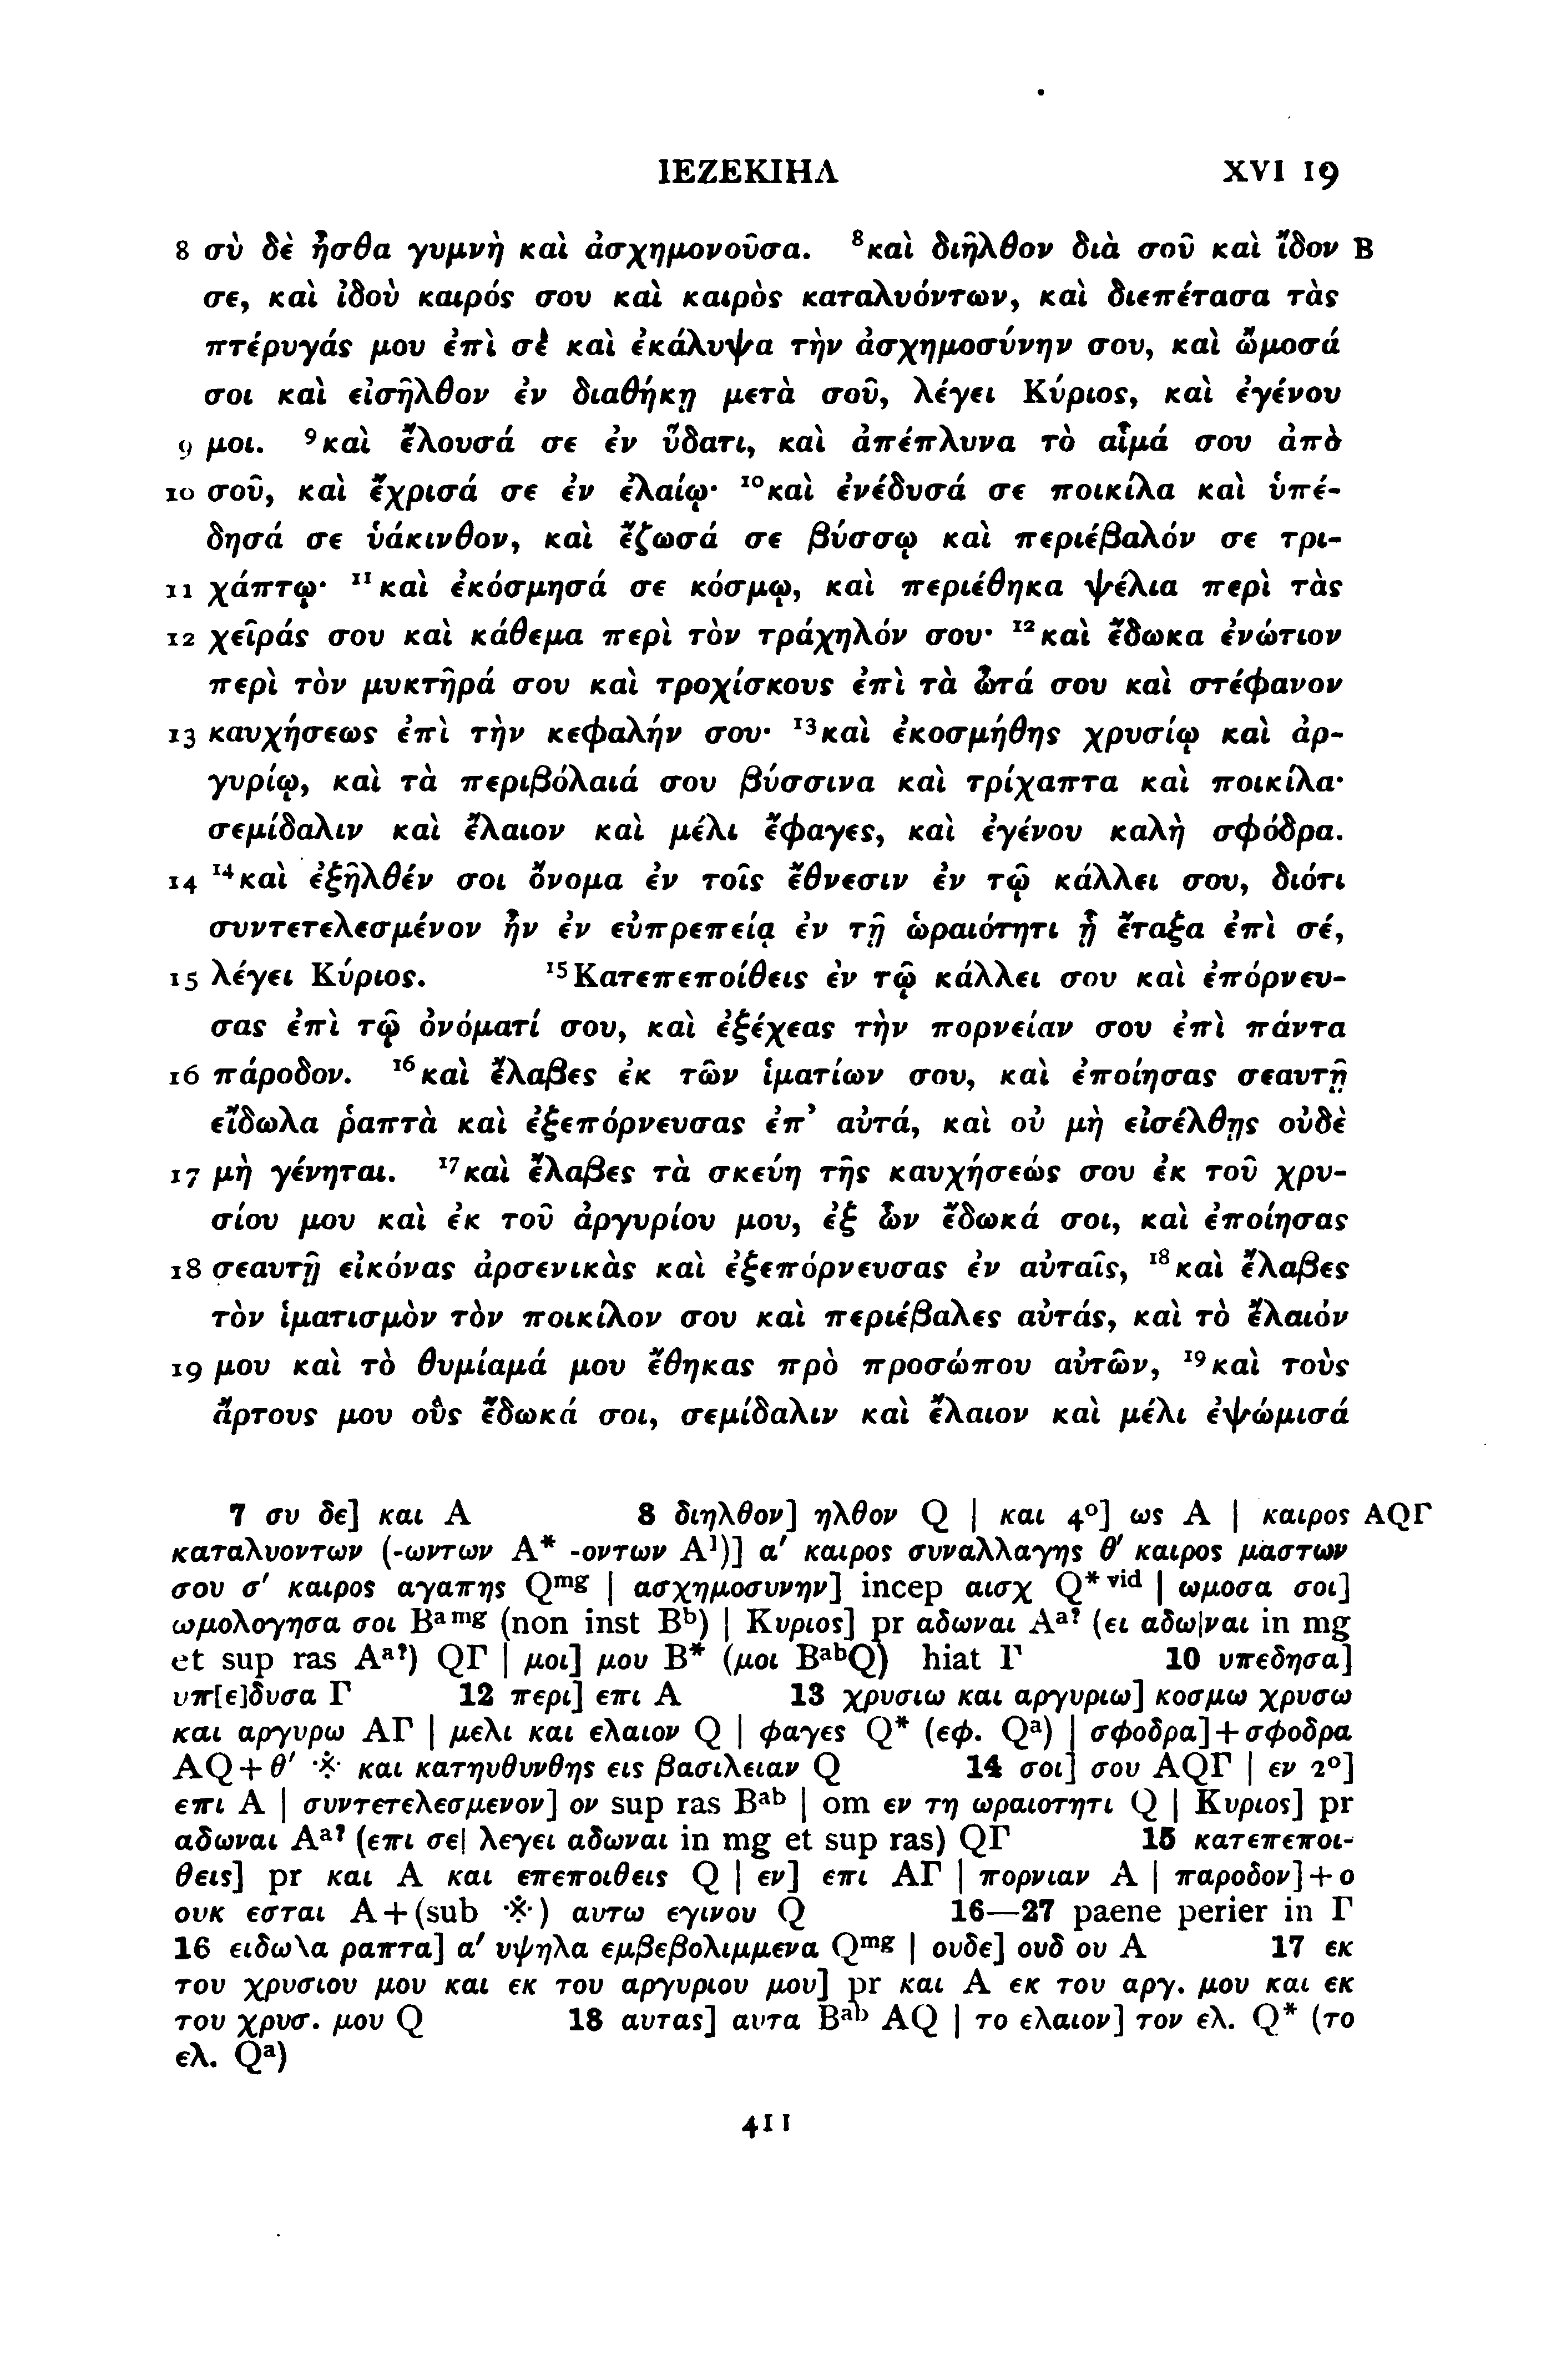 ΙΕΖΕΚΙΗΛ XVI 19
8 σὺ δὲ ἦσθα γυμνὴ καὶ ἀσχημονοῦσα. ⁸καὶ διῆλθον διὰ σοῦ καὶ ἴδον B
σε, καὶ ἰδοὺ καιρός σου καὶ καιρὸς καταλυόντων, καὶ διεπέτασα τὰς
πτέρυγάς μου ἐπὶ σὲ καὶ ἐκάλυψα τὴν ἀσχημοσύνην σου, καὶ ὤμοσά
σοι καὶ εἰσῆλθον ἐν διαθήκῃ μετὰ σοῦ, λέγει Κύριος, καὶ ἐγένου
9 μοι. ⁹καὶ ἔλουσά σε ἐν ὕδατι, καὶ ἀπέπλυνα τὸ αἷμά σου ἀπὸ
10 σοῦ, καὶ ἔχρισά σε ἐν ἐλαίῳ· ¹⁰καὶ ἐνέδυσά σε ποικίλα καὶ ὑπέ-
δησά σε ὑάκινθον, καὶ ἔζωσά σε βύσσῳ καὶ περιέβαλόν σε τρι-
11 χάπτῳ· ¹¹καὶ ἐκόσμησά σε κόσμῳ, καὶ περιέθηκα ψέλια περὶ τὰς
12 χεῖράς σου καὶ κάθεμα περὶ τὸν τράχηλόν σου· ¹²καὶ ἔδωκα ἐνώτιον
περὶ τὸν μυκτῆρά σου καὶ τροχίσκους ἐπὶ τὰ ὦτά σου καὶ στέφανον
13 καυχήσεως ἐπὶ τὴν κεφαλήν σου· ¹³καὶ ἐκοσμήθης χρυσίῳ καὶ ἀρ-
γυρίῳ, καὶ τὰ περιβόλαιά σου βύσσινα καὶ τρίχαπτα καὶ ποικίλα·
σεμίδαλιν καὶ ἔλαιον καὶ μέλι ἔφαγες, καὶ ἐγένου καλὴ σφόδρα.
14 ¹⁴καὶ ἐξῆλθέν σοι ὄνομα ἐν τοῖς ἔθνεσιν ἐν τῷ κάλλει σου, διότι
συντετελεσμένον ἦν ἐν εὐπρεπείᾳ ἐν τῇ ὡραιότητι ᾗ ἔταξα ἐπὶ σέ,
15 λέγει Κύριος. ¹⁵Κατεπεποίθεις ἐν τῷ κάλλει σου καὶ ἐπόρνευ-
σας ἐπὶ τῷ ὀνόματί σου, καὶ ἐξέχεας τὴν πορνείαν σου ἐπὶ πάντα
16 πάροδον. ¹⁶καὶ ἔλαβες ἐκ τῶν ἱματίων σου, καὶ ἐποίησας σεαυτῇ
εἴδωλα ῥαπτὰ καὶ ἐξεπόρνευσας ἐπ’ αὐτά, καὶ οὐ μὴ εἰσέλθῃς οὐδὲ
17 μὴ γένηται. ¹⁷καὶ ἔλαβες τὰ σκεύη τῆς καυχήσεώς σου ἐκ τοῦ χρυ-
σίου μου καὶ ἐκ τοῦ ἀργυρίου μου, ἐξ ὧν ἔδωκά σοι, καὶ ἐποίησας
18 σεαυτῇ εἰκόνας ἀρσενικὰς καὶ ἐξεπόρνευσας ἐν αὐταῖς, ¹⁸καὶ ἔλαβες
τὸν ἱματισμὸν τὸν ποικίλον σου καὶ περιέβαλες αὐτάς, καὶ τὸ ἔλαιόν
19 μου καὶ τὸ θυμίαμά μου ἔθηκας πρὸ προσώπου αὐτῶν, ¹⁹καὶ τοὺς
ἄρτους μου οὓς ἔδωκά σοι, σεμίδαλιν καὶ ἔλαιον καὶ μέλι ἐψώμισά
7 συ δε] και A 8 διηλθον] ηλθον Q | και 4°] ως A | καιρος AQΓ
καταλυοντων (-ωντων A* -οντων A¹)] α′ καιρος συναλλαγης θ′ καιρος μαστων
σου σ′ καιρος αγαπης Qᵐᵍ | ασχημοσυνην] incep αισχ Q*ᵛⁱᵈ | ωμοσα σοι]
ωμολογησα σοι Bᵃᵐᵍ (non inst Bᵇ) | Κυριος] pr αδωναι Aᵃ? (ει αδω|ναι in mg
et sup ras Aᵃ?) QΓ | μοι] μου B* (μοι BᵃᵇQ) hiat Γ 10 υπεδησα]
υπ[ε]δυσα Γ 12 περι] επι A 13 χρυσιω και αργυριω] κοσμω χρυσω
και αργυρω AΓ | μελι και ελαιον Q | φαγες Q* (εφ. Qᵃ) | σφοδρα]+σφοδρα
AQ+θ′ ※ και κατηυθυνθης εις βασιλειαν Q 14 σοι] σου AQΓ | εν 2°]
επι A | συντετελεσμενον] ον sup ras Bᵃᵇ | om εν τη ωραιοτητι Q | Κυριος] pr
αδωναι Aᵃ? (επι σε| λεγει αδωναι in mg et sup ras) QΓ 15 κατεπεποι-
θεις] pr και A και επεποιθεις Q | εν] επι AΓ | πορνιαν A | παροδον]+ο
ουκ εσται A+(sub ※) αυτω εγινου Q 16—27 paene perier in Γ
16 ειδωλα ραπτα] α′ υψηλα εμβεβολιμμενα Qᵐᵍ | ουδε] ουδ ου A 17 εκ
του χρυσιου μου και εκ του αργυριου μου] pr και A εκ του αργ. μου και εκ
του χρυσ. μου Q 18 αυτας] αυτα Bᵃᵇ AQ | το ελαιον] τον ελ. Q* (το
ελ. Qᵃ)
411